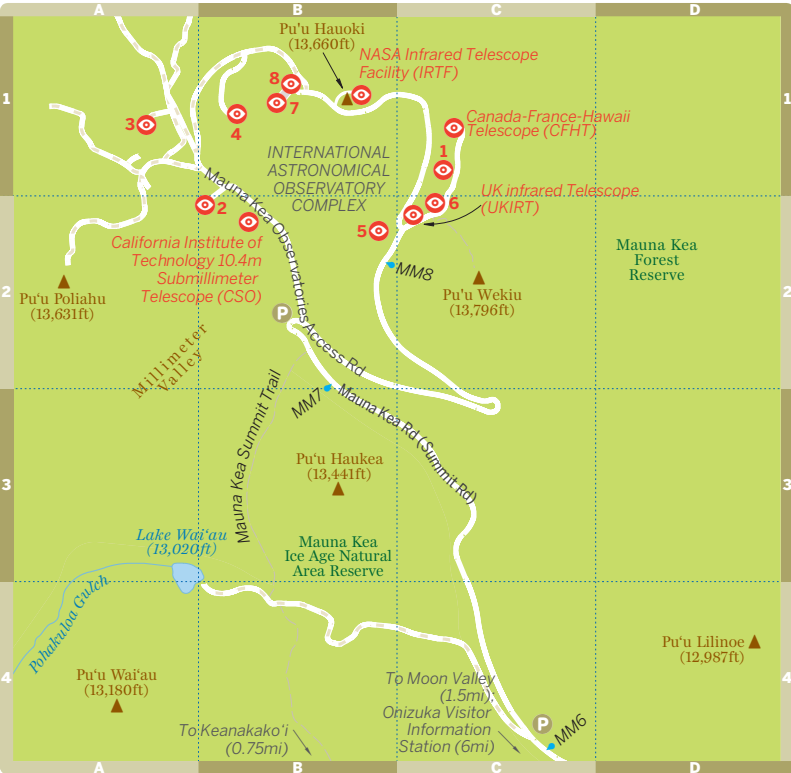 A
B
C
D
1
2
3
4
Pu'u Hauoki
(13,660ft)
NASA Infrared Telescope
Facility (IRTF)
8
7
3
4
Canada-France-Hawaii
Telescope (CFHT)
1
INTERNATIONAL
ASTRONOMICAL
OBSERVATORY
COMPLEX
UK infrared Telescope
(UKIRT)
6
2
5
Mauna Kea Observatories Access Rd
California Institute of
Technology 10.4m
Submillimeter
Telescope (CSO)
MM8
Mauna Kea
Forest
Reserve
Pu‘u Poliahu
(13,631ft)
Pu'u Wekiu
(13,796ft)
P
Millimeter
Valley
MM7
Mauna Kea Rd (Summit Rd)
Mauna Kea Summit Trail
Pu‘u Haukea
(13,441ft)
Lake Wai‘au
(13,020ft)
Mauna Kea
Ice Age Natural
Area Reserve
Pohakuloa Gulch
Pu‘u Lilinoe
(12,987ft)
Pu‘u Wai‘au
(13,180ft)
To Moon Valley
(1.5mi);
Onizuka Visitor
Information
Station (6mi)
P
MM6
To Keanakako‘i
(0.75mi)
1
2
3
4
A
B
C
D